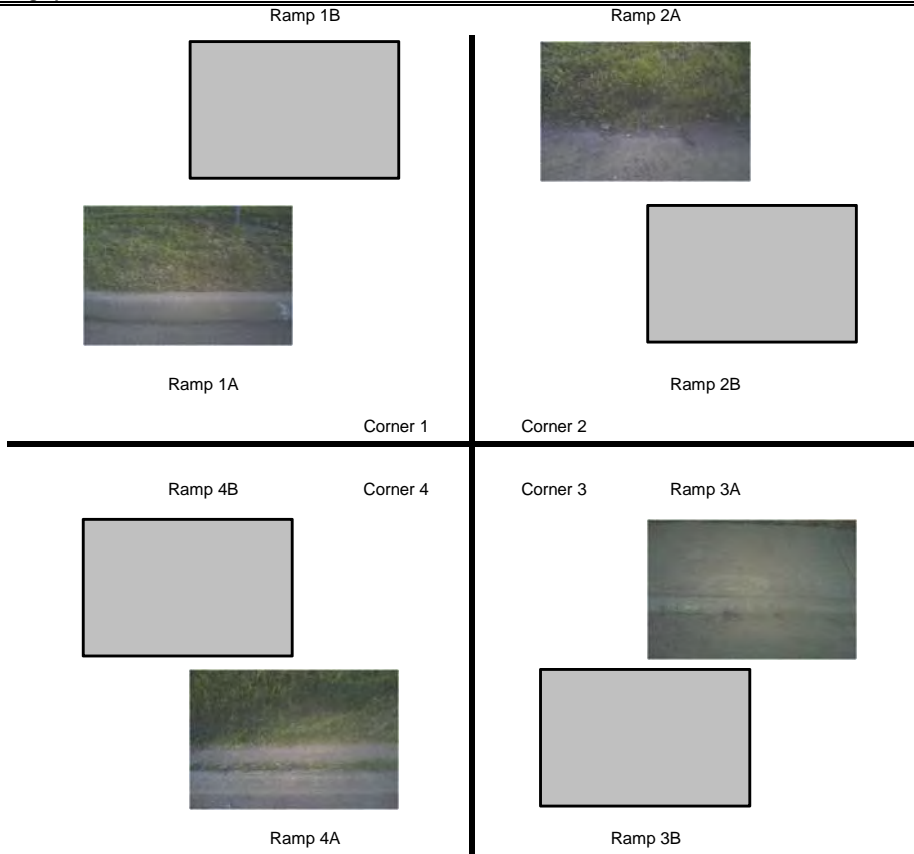 Ramp 1B
Ramp 2A
Ramp 1A
Ramp 2B
Corner 1
Corner 2
Ramp 4B
Corner 4
Corner 3
Ramp 3A
Ramp 4A
Ramp 3B